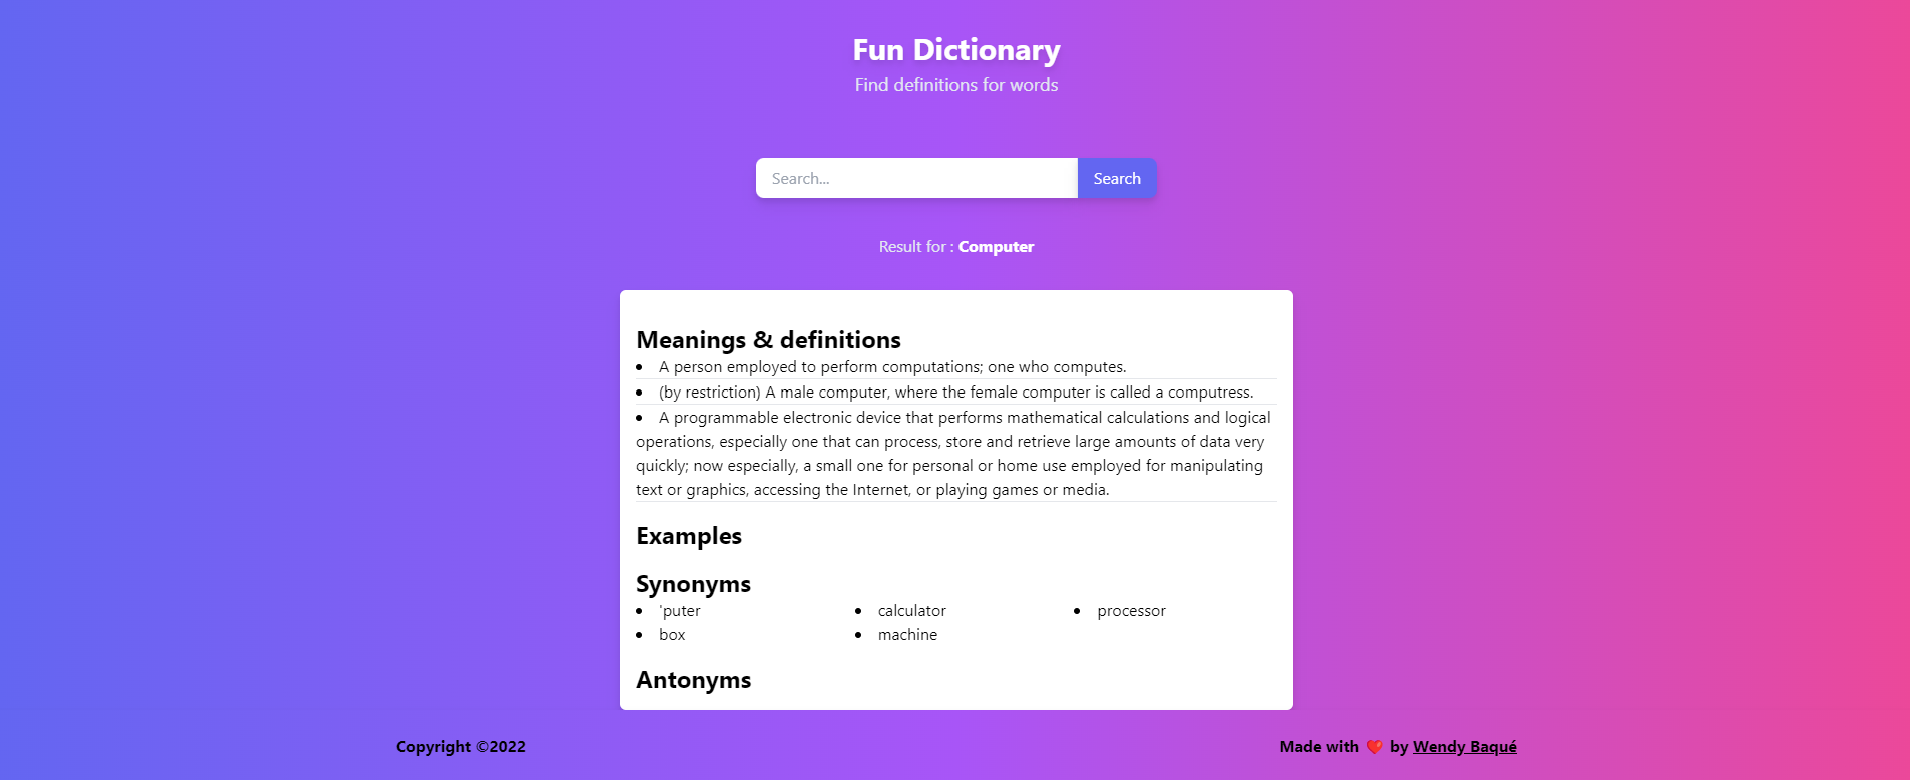 Fun Dictionary
Find definitions for words
Search...
Search
Result for : Computer
Meanings & definitions
• A person employed to perform computations; one who computes.
• (by restriction) A male computer, where the female computer is called a computress.
• A programmable electronic device that performs mathematical calculations and logical
operations, especially one that can process, store and retrieve large amounts of data very
quickly; now especially, a small one for personal or home use employed for manipulating
text or graphics, accessing the Internet, or playing games or media.
Examples
Synonyms
• 'puter • calculator • processor
• box • machine
Antonyms
Copyright ©2022 Made with ❤️ by Wendy Baqué